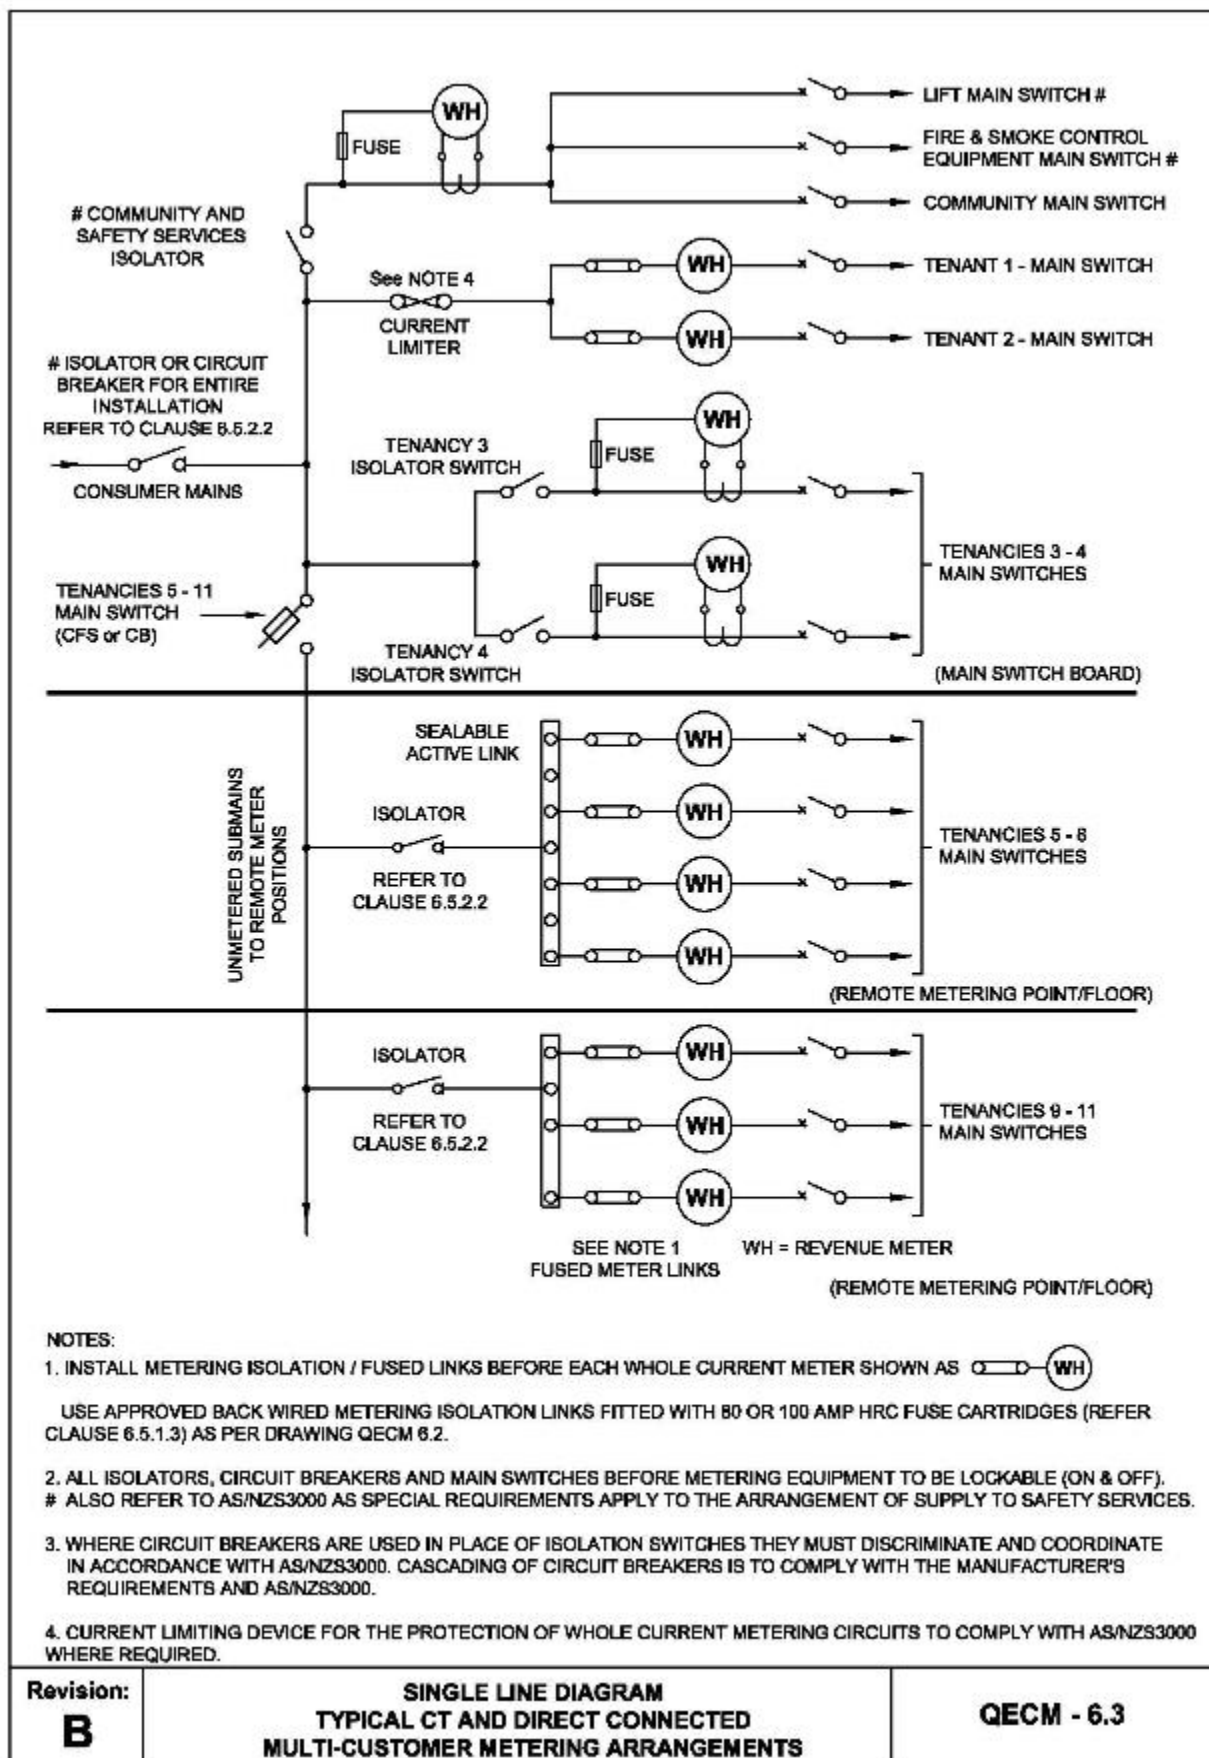 WH
FUSE
LIFT MAIN SWITCH #
FIRE & SMOKE CONTROL
EQUIPMENT MAIN SWITCH #
COMMUNITY MAIN SWITCH
# COMMUNITY AND
SAFETY SERVICES
ISOLATOR
See NOTE 4
CURRENT
LIMITER
WH
TENANT 1 - MAIN SWITCH
WH
TENANT 2 - MAIN SWITCH
# ISOLATOR OR CIRCUIT
BREAKER FOR ENTIRE
INSTALLATION
REFER TO CLAUSE 6.5.2.2
CONSUMER MAINS
TENANCY 3
ISOLATOR SWITCH
FUSE
WH
TENANCIES 3 - 4
MAIN SWITCHES
TENANCIES 5 - 11
MAIN SWITCH
(CFS or CB)
FUSE
WH
TENANCY 4
ISOLATOR SWITCH
(MAIN SWITCH BOARD)
SEALABLE
ACTIVE LINK
WH
UNMETERED SUBMAINS
TO REMOTE METER
POSITIONS
ISOLATOR
REFER TO
CLAUSE 6.5.2.2
WH
WH
WH
TENANCIES 5 - 8
MAIN SWITCHES
(REMOTE METERING POINT/FLOOR)
ISOLATOR
REFER TO
CLAUSE 6.5.2.2
WH
WH
WH
TENANCIES 9 - 11
MAIN SWITCHES
SEE NOTE 1
FUSED METER LINKS
WH = REVENUE METER
(REMOTE METERING POINT/FLOOR)
NOTES:
1. INSTALL METERING ISOLATION / FUSED LINKS BEFORE EACH WHOLE CURRENT METER SHOWN AS WH
USE APPROVED BACK WIRED METERING ISOLATION LINKS FITTED WITH 80 OR 100 AMP HRC FUSE CARTRIDGES (REFER
CLAUSE 6.5.1.3) AS PER DRAWING QECM 6.2.
2. ALL ISOLATORS, CIRCUIT BREAKERS AND MAIN SWITCHES BEFORE METERING EQUIPMENT TO BE LOCKABLE (ON & OFF).
# ALSO REFER TO AS/NZS3000 AS SPECIAL REQUIREMENTS APPLY TO THE ARRANGEMENT OF SUPPLY TO SAFETY SERVICES.
3. WHERE CIRCUIT BREAKERS ARE USED IN PLACE OF ISOLATION SWITCHES THEY MUST DISCRIMINATE AND COORDINATE
IN ACCORDANCE WITH AS/NZS3000. CASCADING OF CIRCUIT BREAKERS IS TO COMPLY WITH THE MANUFACTURER'S
REQUIREMENTS AND AS/NZS3000.
4. CURRENT LIMITING DEVICE FOR THE PROTECTION OF WHOLE CURRENT METERING CIRCUITS TO COMPLY WITH AS/NZS3000
WHERE REQUIRED.
Revision:
B
SINGLE LINE DIAGRAM
TYPICAL CT AND DIRECT CONNECTED
MULTI-CUSTOMER METERING ARRANGEMENTS
QECM - 6.3